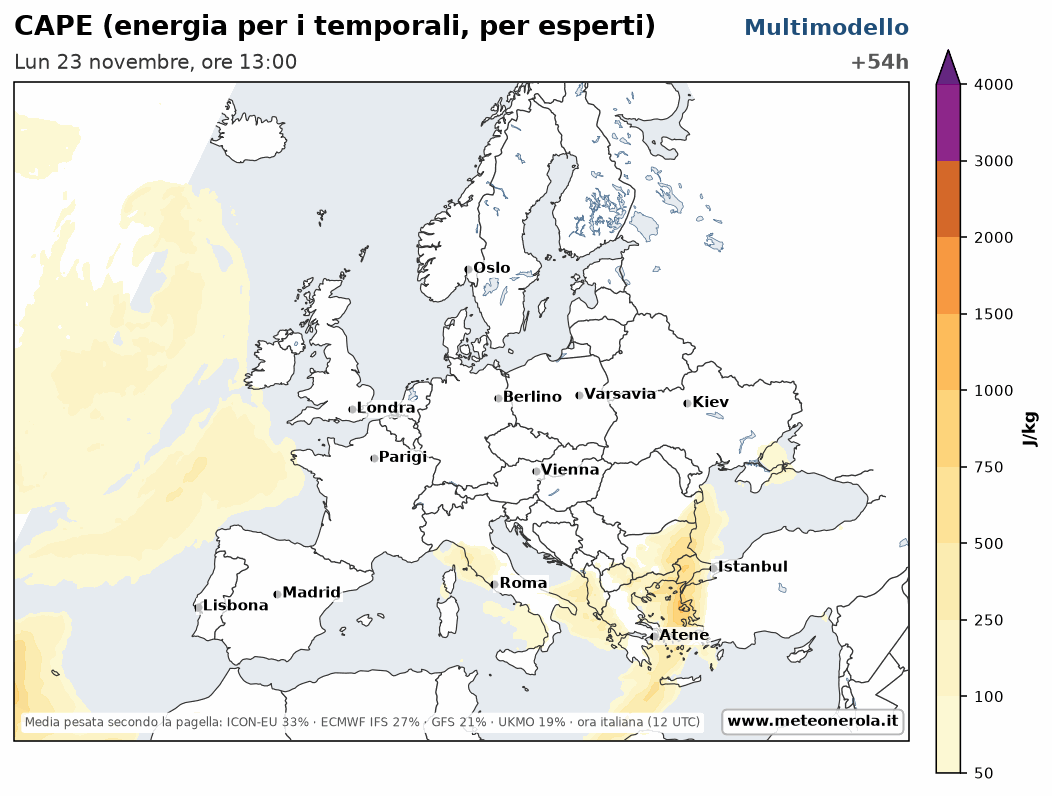 CAPE (energia per i temporali, per esperti)
Multimodello
Lun 23 novembre, ore 13:00
+54h
4000
3000
2000
1500
1000
750
500
250
100
50
J/kg
Oslo
Londra
Berlino
Varsavia
Kiev
Parigi
Vienna
Istanbul
Roma
Madrid
Lisbona
Atene
Media pesata secondo la pagella: ICON-EU 33% · ECMWF IFS 27% · GFS 21% · UKMO 19% · ora italiana (12 UTC)
www.meteonerola.it